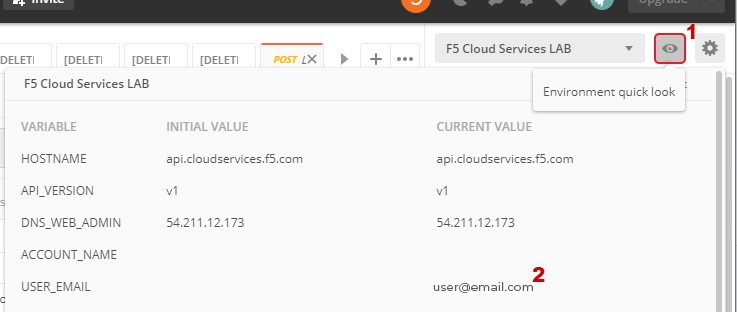 Invite
Upgrade
[DELETI [DELETI [DELETI [DELETI POST L
F5 Cloud Services LAB
1
F5 Cloud Services LAB
Environment quick look
VARIABLE INITIAL VALUE CURRENT VALUE
HOSTNAME api.cloudservices.f5.com api.cloudservices.f5.com
API_VERSION v1 v1
DNS_WEB_ADMIN 54.211.12.173 54.211.12.173
ACCOUNT_NAME
USER_EMAIL user@email.com 2